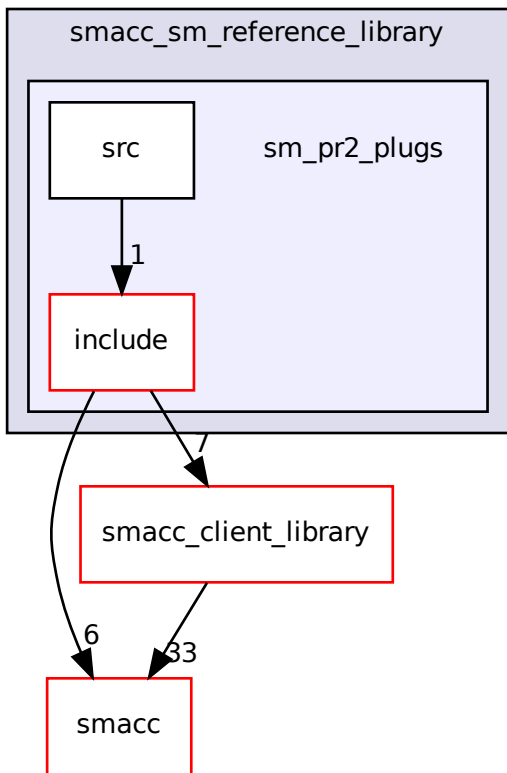 smacc_sm_reference_library
src
sm_pr2_plugs
1
include
7
smacc_client_library
6
33
smacc